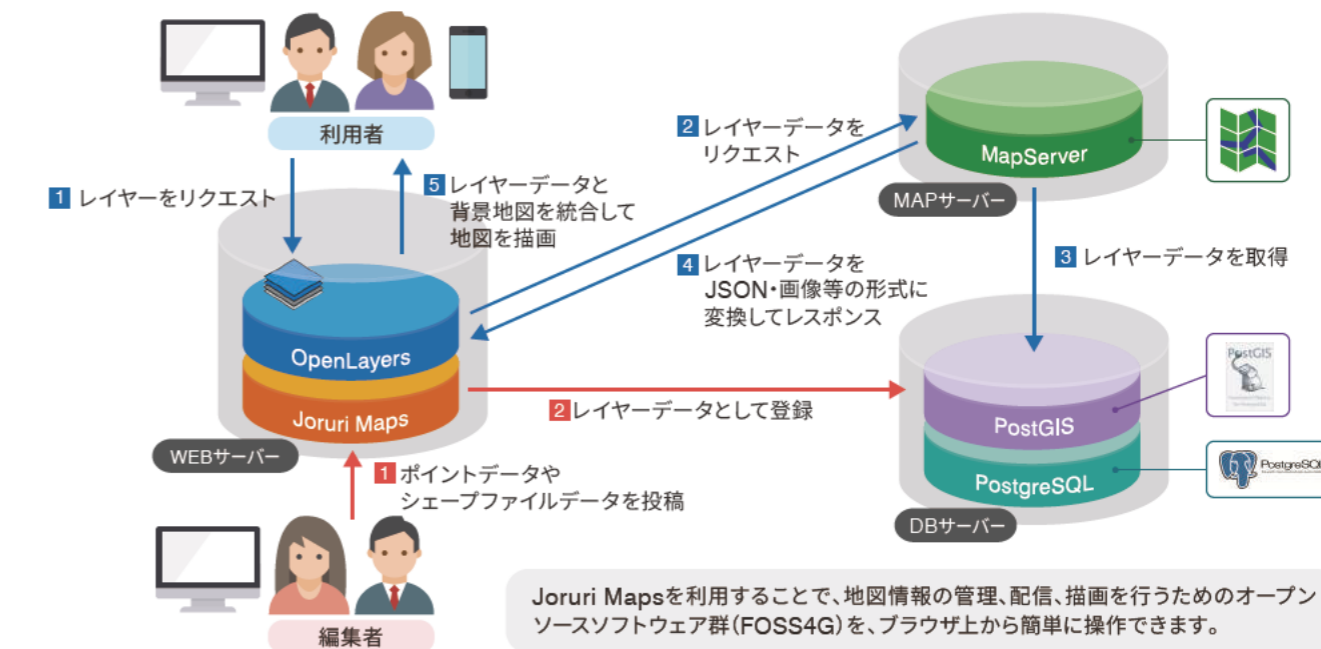 利用者
1 レイヤーをリクエスト
5 レイヤーデータと
背景地図を統合して
地図を描画
2 レイヤーデータを
リクエスト
MapServer
MAPサーバー
3 レイヤーデータを取得
4 レイヤーデータを
JSON・画像等の形式に
変換してレスポンス
OpenLayers
Joruri Maps
WEBサーバー
2 レイヤーデータとして登録
PostGIS
PostGIS
PostgreSQL
PostgreSQL
DBサーバー
1 ポイントデータや
シェープファイルデータを投稿
編集者
Joruri Mapsを利用することで、地図情報の管理、配信、描画を行うためのオープン
ソースソフトウェア群(FOSS4G)を、ブラウザ上から簡単に操作できます。